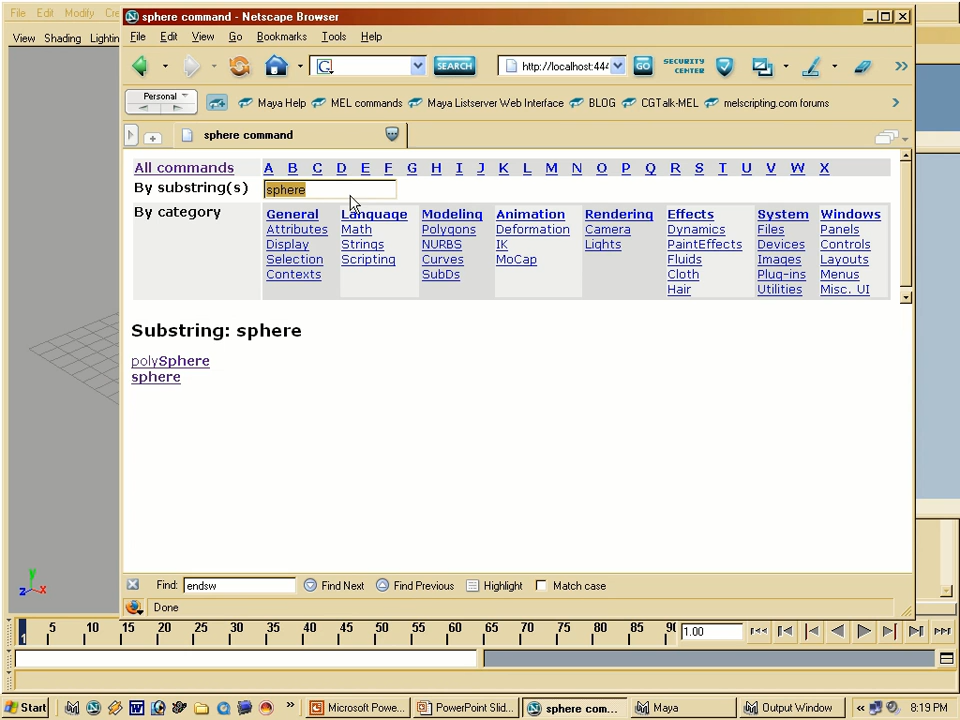 File Edit Modify
sphere command - Netscape Browser
File Edit View Go Bookmarks Tools Help
View Shading
SEARCH http://localhost:444 GO SECURITY CENTER
Personal Maya Help MEL commands Maya Listserver Web Interface BLOG CGTalk-MEL melscripting.com forums
sphere command
All commands A B C D E F G H I J K L M N O P Q R S T U V W X
By substring(s) sphere
By category General Language Modeling Animation Rendering Effects System Windows
Attributes Math Polygons Deformation Camera Dynamics Files Panels
Display Strings NURBS IK Lights PaintEffects Devices Controls
Selection Scripting Curves MoCap Fluids Images Layouts
Contexts SubDs Cloth Plug-ins Menus
Hair Utilities Misc. UI
Substring: sphere
polySphere
sphere
y
z x
Find: endsw Find Next Find Previous Highlight Match case
Done
1 5 10 15 20 25 30 35 40 45 50 55 60 65 70 75 80 85 1.00
Start Microsoft Powe... PowerPoint Slid... sphere com... Maya Output Window 8:19 PM